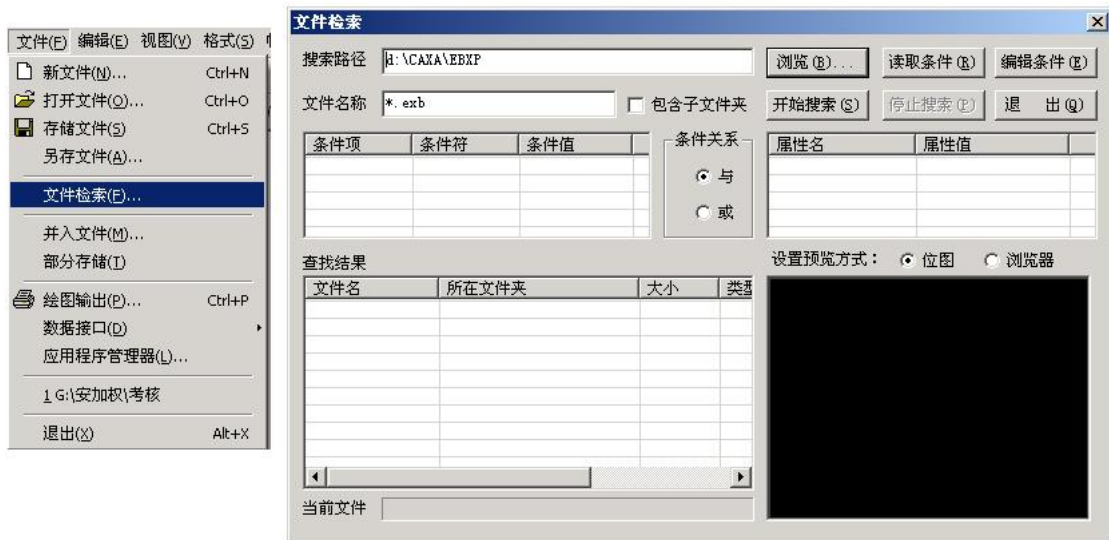 文件(F) 编辑(E) 视图(V) 格式(S)
新文件(N)... Ctrl+N
打开文件(O)... Ctrl+O
存储文件(S) Ctrl+S
另存文件(A)...
文件检索(F)...
并入文件(M)...
部分存储(T)
绘图输出(P)... Ctrl+P
数据接口(D)
应用程序管理器(L)...
1 G:\安加权\考核
退出(X) Alt+X
文件检索
搜索路径 d:\CAXA\EBXP 浏览(B)... 读取条件(R) 编辑条件(E)
文件名称 *.exb 包含子文件夹 开始搜索(S) 停止搜索(P) 退 出(Q)
条件项 条件符 条件值 条件关系 属性名 属性值
与
或
查找结果 设置预览方式： 位图 浏览器
文件名 所在文件夹 大小 类型
当前文件